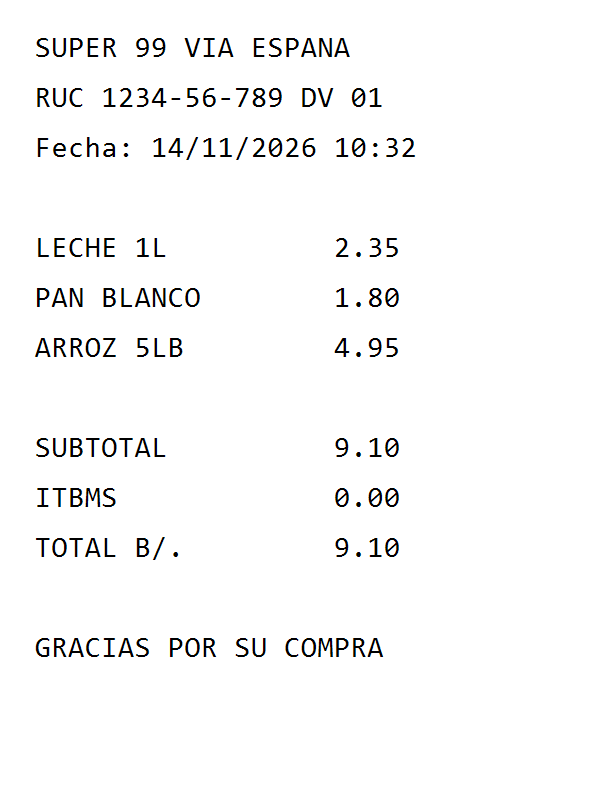 SUPER 99 VIA ESPANA
RUC 1234-56-789 DV 01
Fecha: 14/11/2026 10:32
LECHE 1L 2.35
PAN BLANCO 1.80
ARROZ 5LB 4.95
SUBTOTAL 9.10
ITBMS 0.00
TOTAL B/. 9.10
GRACIAS POR SU COMPRA